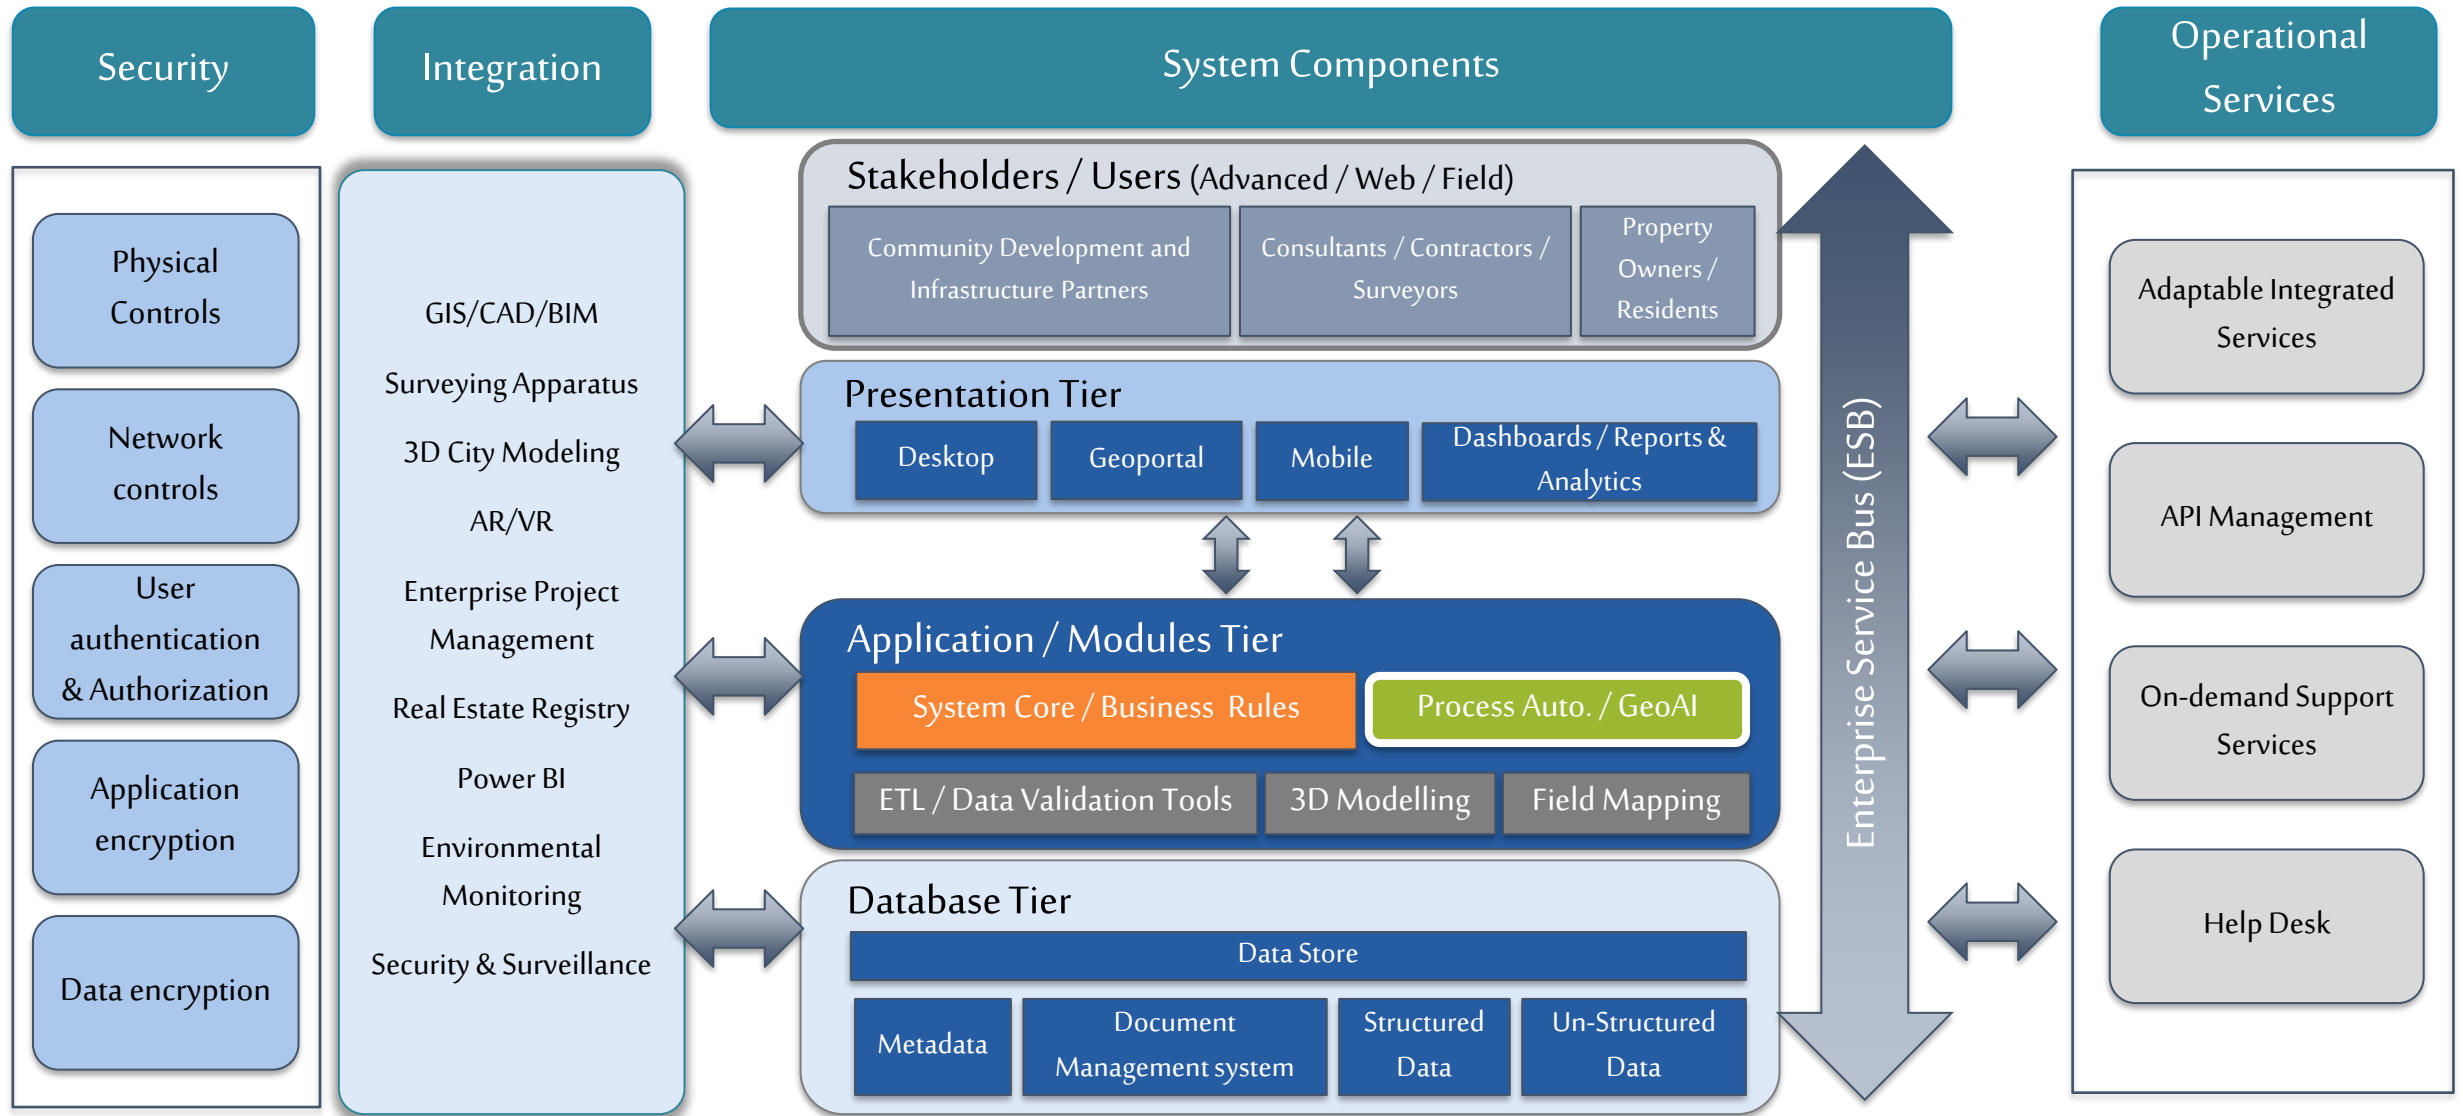 Security
Integration
System Components
Operational
Services
Physical
Controls
Network
controls
User
authentication
& Authorization
Application
encryption
Data encryption
GIS/CAD/BIM
Surveying Apparatus
3D City Modeling
AR/VR
Enterprise Project
Management
Real Estate Registry
Power BI
Environmental
Monitoring
Security & Surveillance
Stakeholders / Users (Advanced / Web / Field)
Community Development and
Infrastructure Partners
Consultants / Contractors /
Surveyors
Property
Owners /
Residents
Presentation Tier
Desktop
Geoportal
Mobile
Dashboards / Reports &
Analytics
Application / Modules Tier
System Core / Business Rules
Process Auto. / GeoAI
ETL / Data Validation Tools
3D Modelling
Field Mapping
Database Tier
Data Store
Metadata
Document
Management system
Structured
Data
Un-Structured
Data
Enterprise Service Bus (ESB)
Adaptable Integrated
Services
API Management
On-demand Support
Services
Help Desk